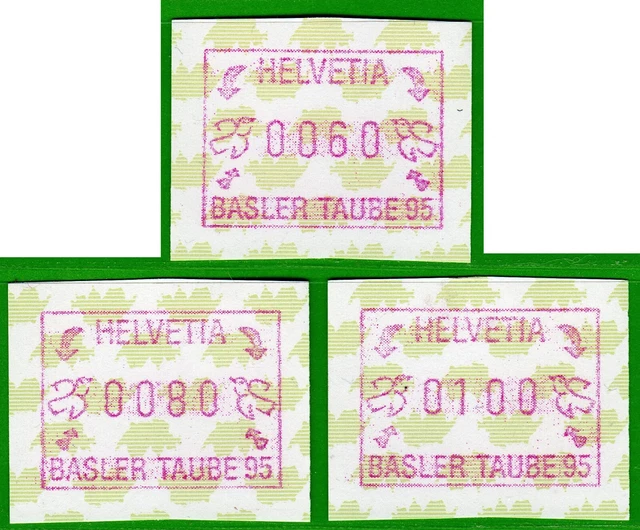 HELVETIA
0060
BASLER TAUBE 95
HELVETIA
0080
BASLER TAUBE 95
HELVETIA
0100
BASLER TAUBE 95